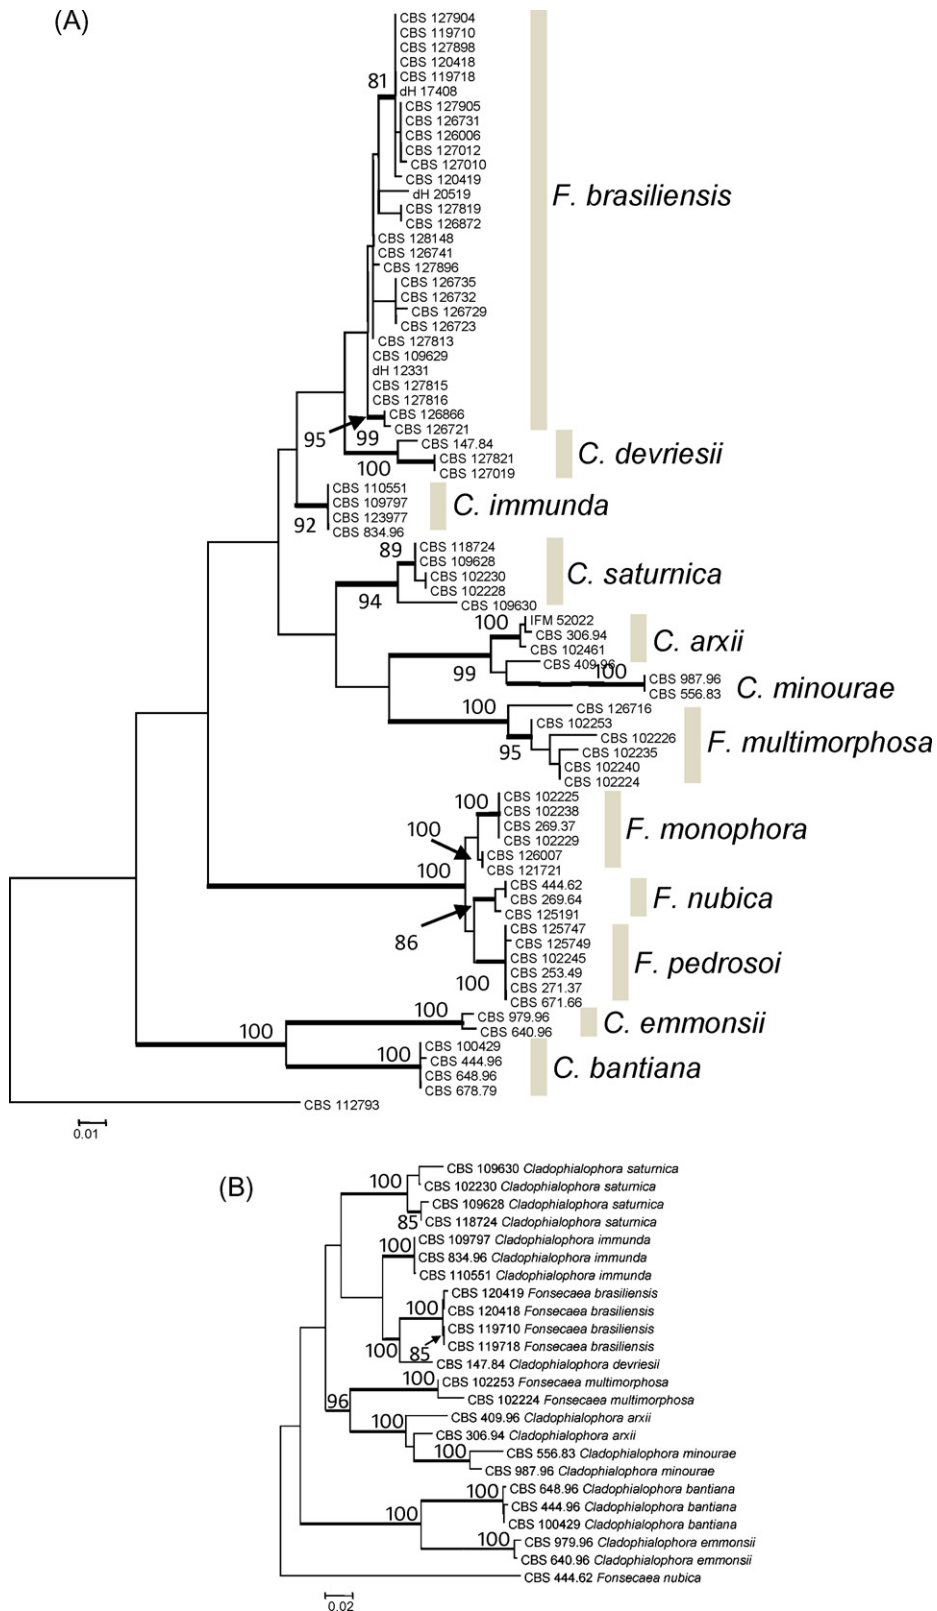 (A)
CBS 127904
CBS 119710
CBS 127898
CBS 120418
CBS 119718
81
dH 17408
CBS 127905
CBS 126731
CBS 126006
CBS 127012
CBS 127010
CBS 120419
dH 20519
F. brasiliensis
CBS 127819
CBS 126872
CBS 128148
CBS 126741
CBS 127896
CBS 126735
CBS 126732
CBS 126729
CBS 126723
CBS 127813
CBS 109629
dH 12331
CBS 127815
CBS 127816
CBS 126866
CBS 126721
95
99
CBS 147.84
CBS 127821
CBS 127019
100
C. devriesii
CBS 110551
CBS 109797
CBS 123977
CBS 834.96
92
C. immunda
89
CBS 118724
CBS 109628
CBS 102230
CBS 102228
CBS 109630
94
C. saturnica
100
IFM 52022
CBS 306.94
CBS 102461
C. arxii
CBS 409.96
99
100
CBS 987.96
CBS 556.83
C. minourae
100
CBS 126716
CBS 102253
CBS 102226
95
CBS 102235
CBS 102240
CBS 102224
F. multimorphosa
100
CBS 102225
CBS 102238
CBS 269.37
CBS 102229
100
CBS 126007
CBS 121721
F. monophora
100
CBS 444.62
CBS 269.64
CBS 125191
86
F. nubica
CBS 125747
CBS 125749
CBS 102245
CBS 253.49
CBS 271.37
CBS 671.66
100
F. pedrosoi
100
100
CBS 979.96
CBS 640.96
C. emmonsii
100
CBS 100429
CBS 444.96
CBS 648.96
CBS 678.79
C. bantiana
CBS 112793
0.01
(B)
CBS 109630 Cladophialophora saturnica
100
CBS 102230 Cladophialophora saturnica
CBS 109628 Cladophialophora saturnica
85
CBS 118724 Cladophialophora saturnica
100
CBS 109797 Cladophialophora immunda
CBS 834.96 Cladophialophora immunda
CBS 110551 Cladophialophora immunda
CBS 120419 Fonsecaea brasiliensis
100
CBS 120418 Fonsecaea brasiliensis
CBS 119710 Fonsecaea brasiliensis
100
85
CBS 119718 Fonsecaea brasiliensis
CBS 147.84 Cladophialophora devriesii
100
CBS 102253 Fonsecaea multimorphosa
96
CBS 102224 Fonsecaea multimorphosa
CBS 409.96 Cladophialophora arxii
100
CBS 306.94 Cladophialophora arxii
100
CBS 556.83 Cladophialophora minourae
CBS 987.96 Cladophialophora minourae
100
CBS 648.96 Cladophialophora bantiana
CBS 444.96 Cladophialophora bantiana
100
CBS 100429 Cladophialophora bantiana
100
CBS 979.96 Cladophialophora emmonsii
CBS 640.96 Cladophialophora emmonsii
CBS 444.62 Fonsecaea nubica
0.02